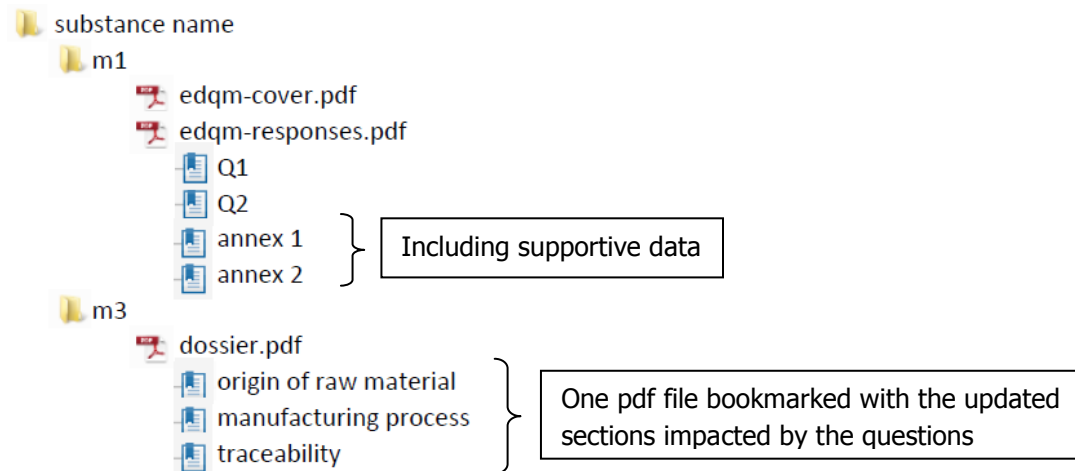 substance name
m1
edqm-cover.pdf
edqm-responses.pdf
Q1
Q2
annex 1
annex 2
Including supportive data
m3
dossier.pdf
origin of raw material
manufacturing process
traceability
One pdf file bookmarked with the updated
sections impacted by the questions